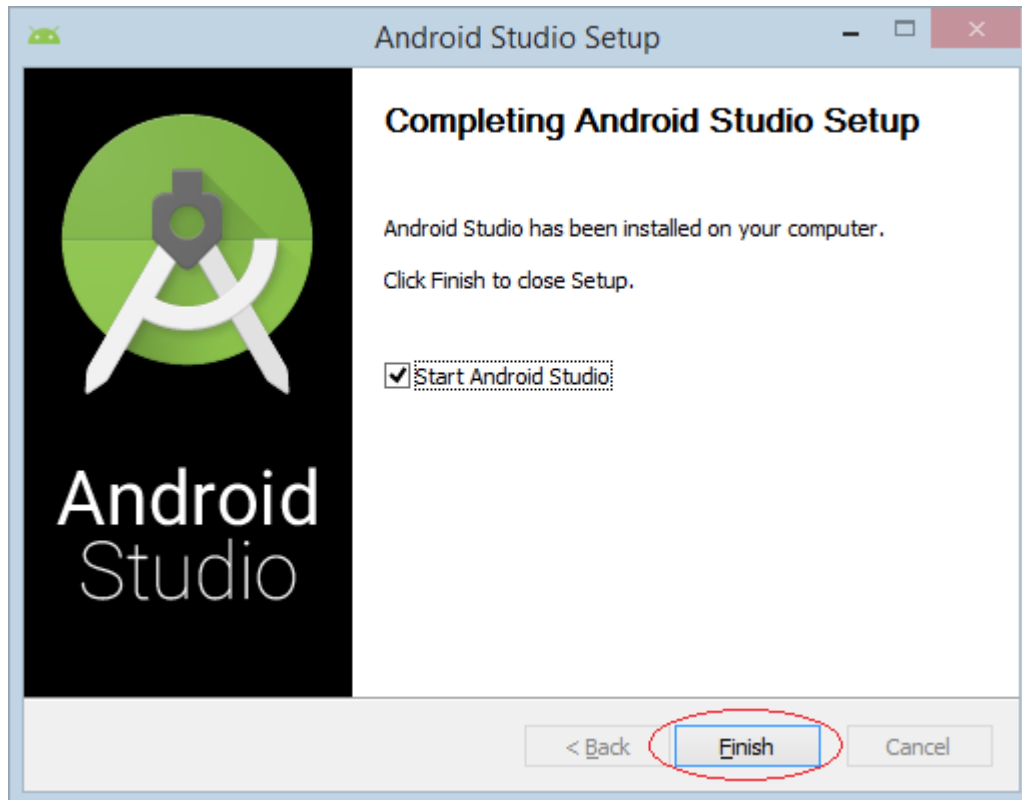 Android Studio Setup
Completing Android Studio Setup
Android Studio has been installed on your computer.
Click Finish to close Setup.
Start Android Studio
Android
Studio
< Back
Finish
Cancel